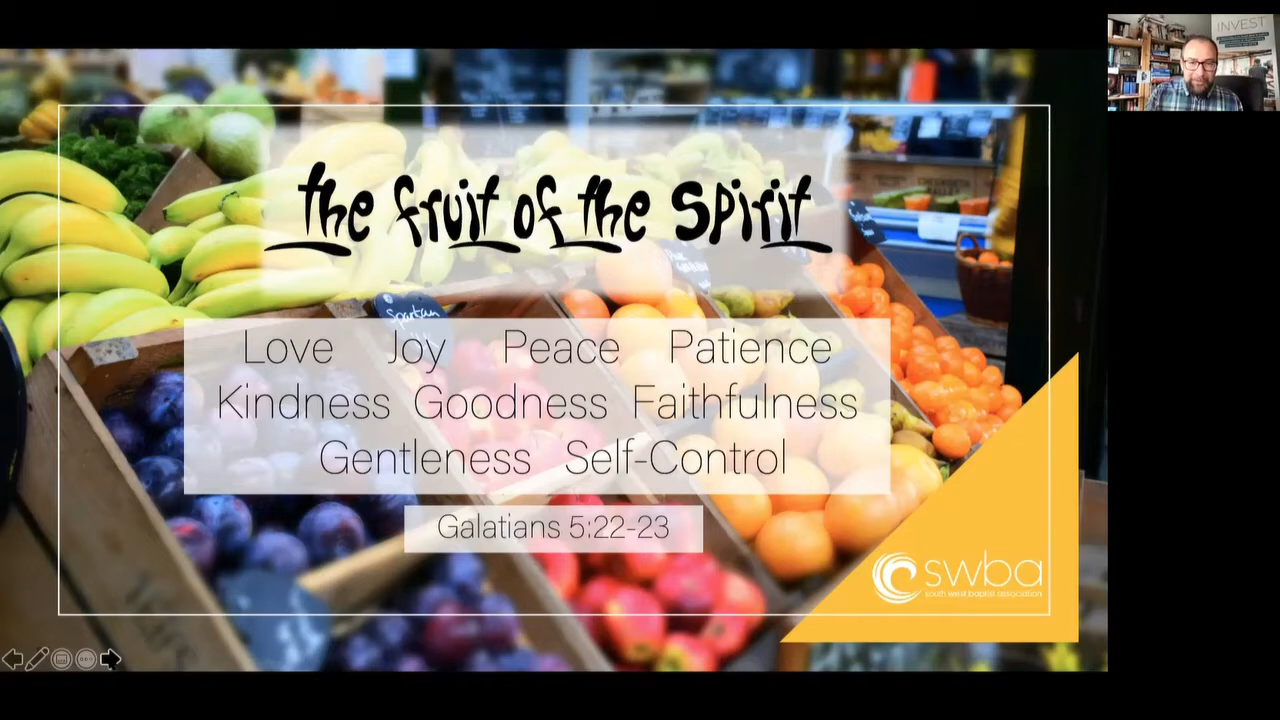 INVEST
the fruit of the Spirit
Spartan
Love Joy Peace Patience
Kindness Goodness Faithfulness
Gentleness Self-Control
Galatians 5:22-23
swba
south west baptist association